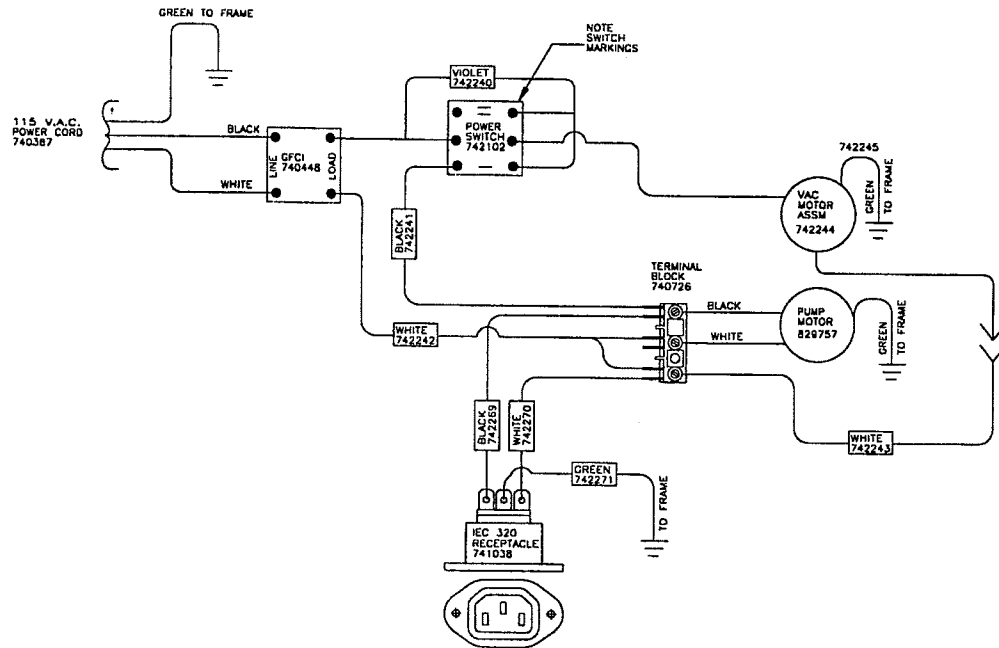 GREEN TO FRAME
NOTE
SWITCH
MARKINGS
VIOLET
742240
115 V.A.C.
POWER CORD
740387
BLACK
WHITE
LINE
GFCI
740448
LOAD
POWER
SWITCH
742102
BLACK
742241
742245
GREEN
TO FRAME
VAC
MOTOR
ASSM
742244
TERMINAL
BLOCK
740726
BLACK
WHITE
PUMP
MOTOR
829757
GREEN
TO FRAME
WHITE
742242
BLACK
742269
WHITE
742270
GREEN
742271
TO FRAME
WHITE
742243
IEC 320
RECEPTACLE
741038